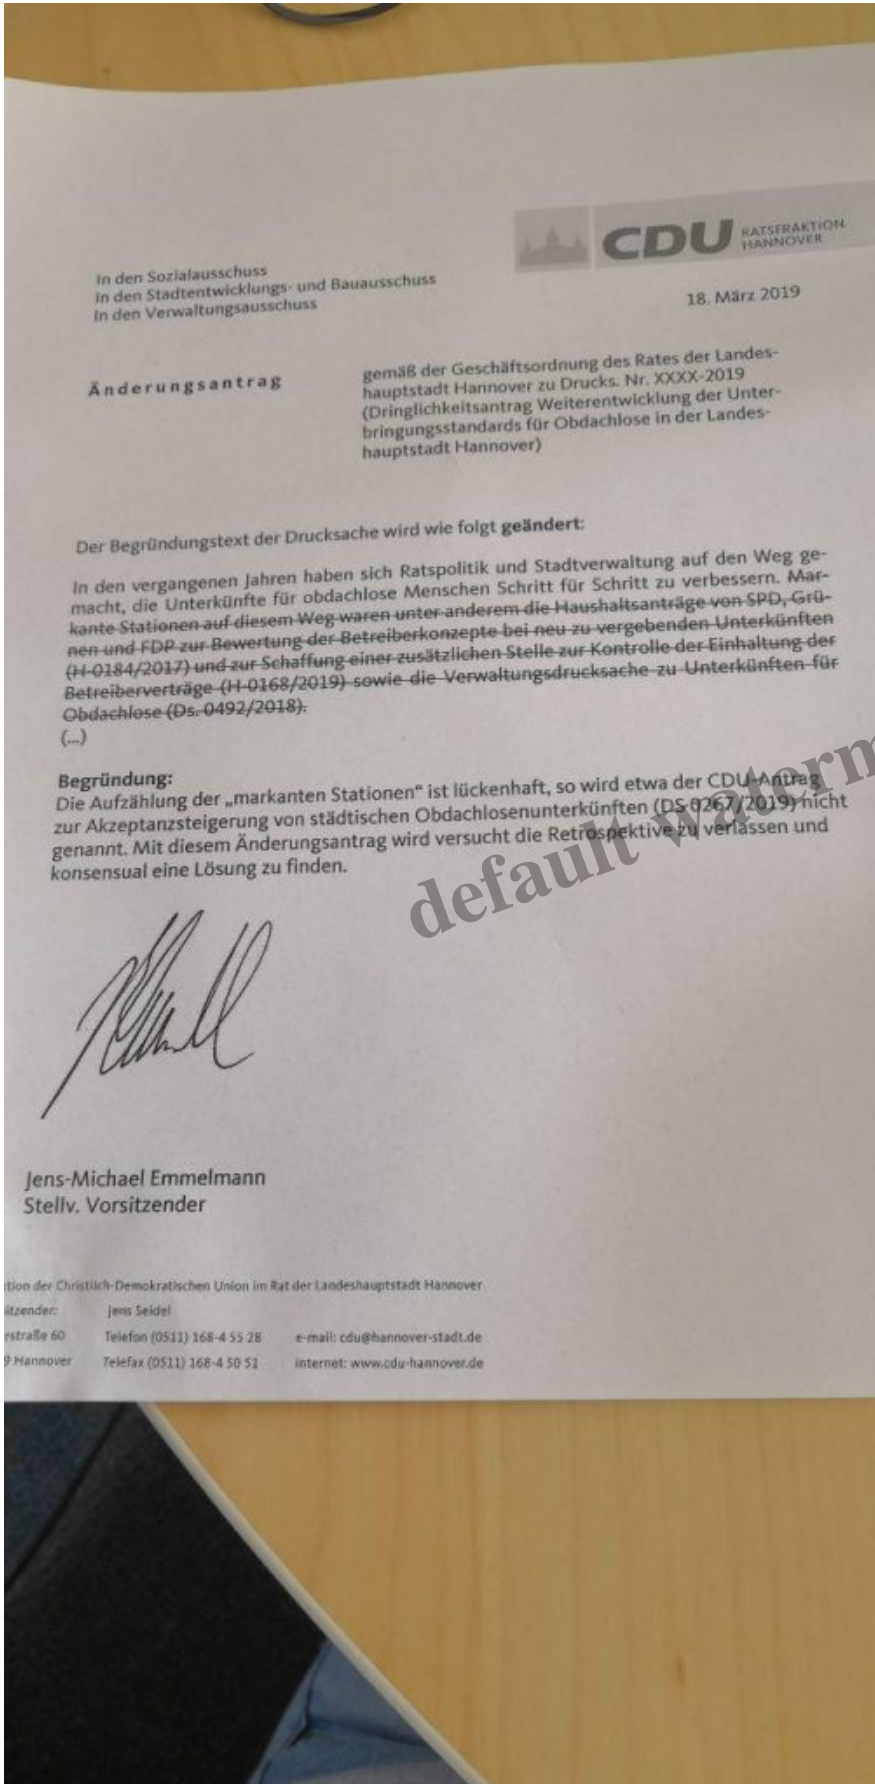 CDU RATSFRAKTION
HANNOVER
In den Sozialausschuss
In den Stadtentwicklungs- und Bauausschuss
In den Verwaltungsausschuss
18. März 2019
Änderungsantrag
gemäß der Geschäftsordnung des Rates der Landes-
hauptstadt Hannover zu Drucks. Nr. XXXX-2019
(Dringlichkeitsantrag Weiterentwicklung der Unter-
bringungsstandards für Obdachlose in der Landes-
hauptstadt Hannover)
Der Begründungstext der Drucksache wird wie folgt geändert:
In den vergangenen Jahren haben sich Ratspolitik und Stadtverwaltung auf den Weg ge-
macht, die Unterkünfte für obdachlose Menschen Schritt für Schritt zu verbessern. Mar-
kante Stationen auf diesem Weg waren unter anderem die Haushaltsanträge von SPD, Grü-
nen und FDP zur Bewertung der Betreiberkonzepte bei neu zu vergebenden Unterkünften
(H-0184/2017) und zur Schaffung einer zusätzlichen Stelle zur Kontrolle der Einhaltung der
Betreiberverträge (H-0168/2019) sowie die Verwaltungsdrucksache zu Unterkünften für
Obdachlose (Ds. 0492/2018).
(...)
Begründung:
Die Aufzählung der „markanten Stationen“ ist lückenhaft, so wird etwa der CDU-Antrag
zur Akzeptanzsteigerung von städtischen Obdachlosenunterkünften (DS 0267/2019) nicht
genannt. Mit diesem Änderungsantrag wird versucht die Retrospektive zu verlassen und
konsensual eine Lösung zu finden.
default waterm
Jens-Michael Emmelmann
Stellv. Vorsitzender
tion der Christlich-Demokratischen Union im Rat der Landeshauptstadt Hannover
itzender: Jens Seidel
rstraße 60 Telefon (0511) 168-4 55 28 e-mail: cdu@hannover-stadt.de
9 Hannover Telefax (0511) 168-4 50 51 internet: www.cdu-hannover.de